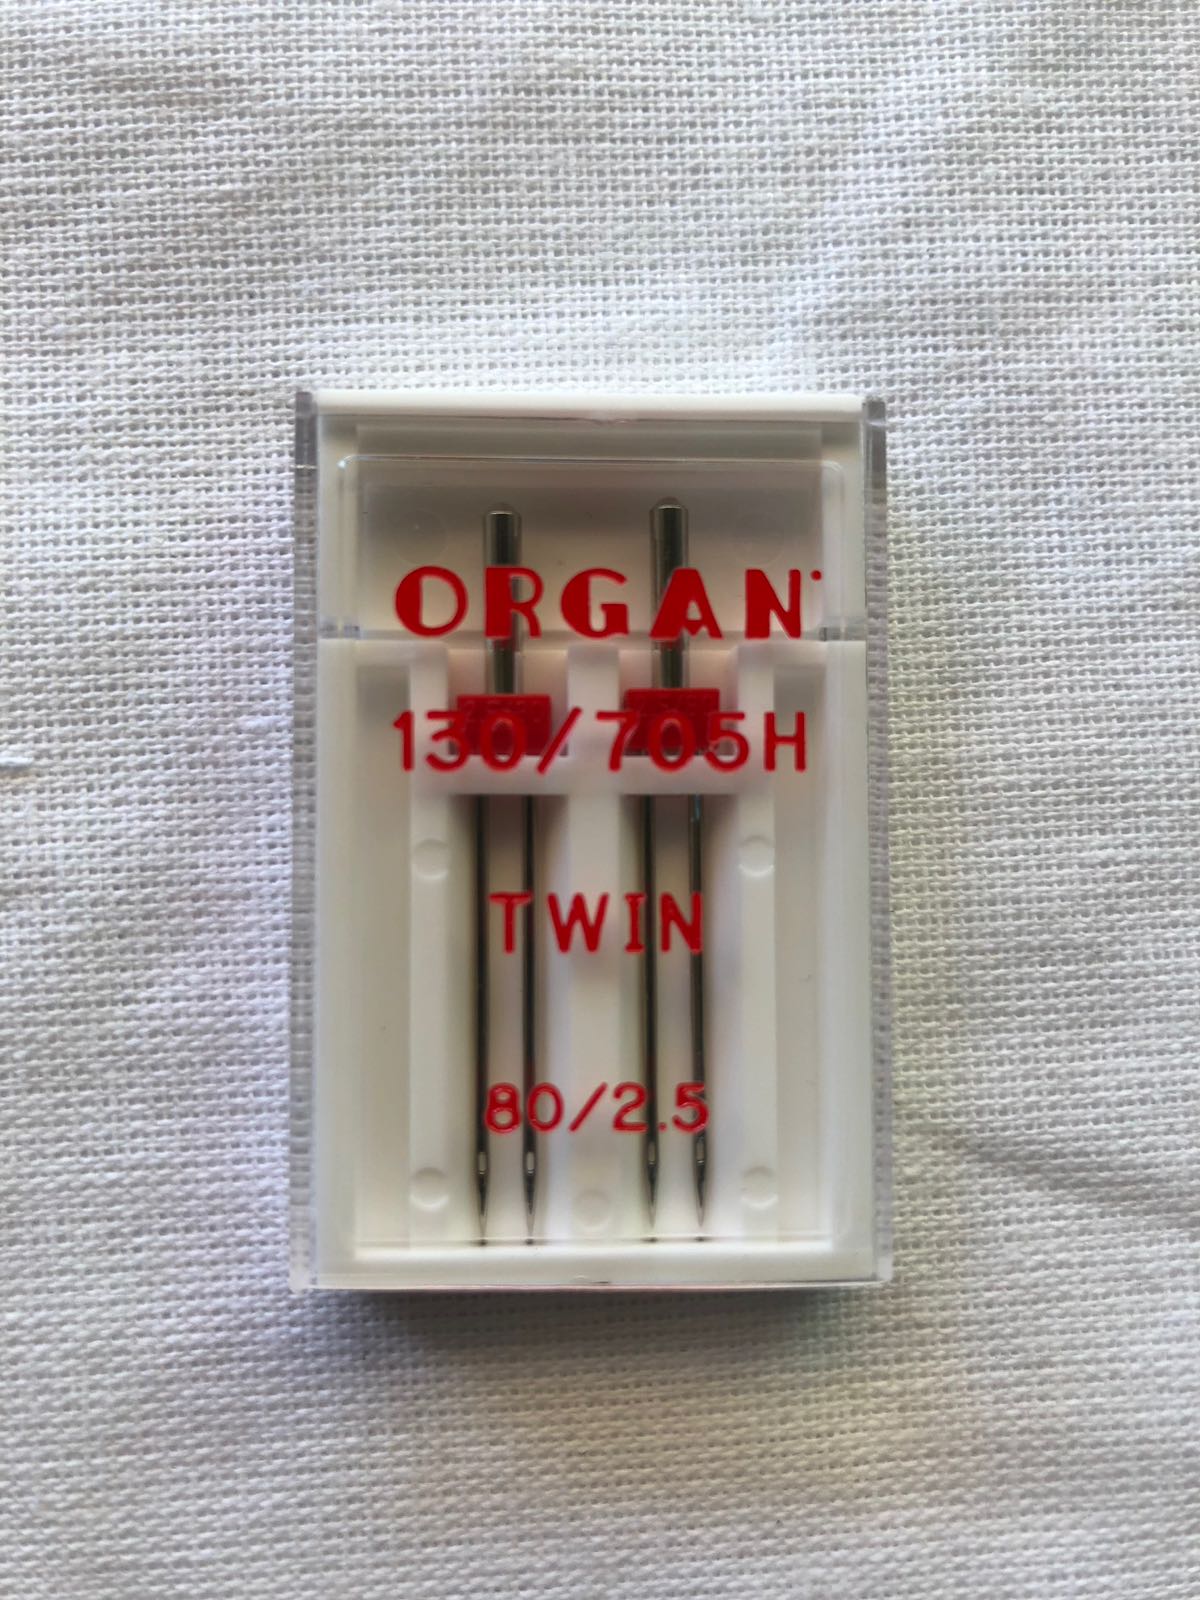 ORGAN
130/705H
TWIN
80/2.5